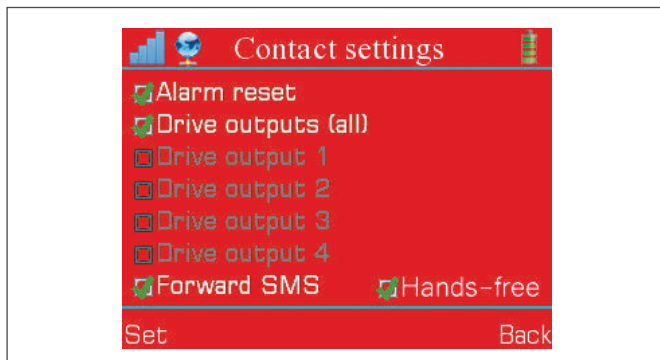 Contact settings
Alarm reset
Drive outputs (all)
Drive output 1
Drive output 2
Drive output 3
Drive output 4
Forward SMS Hands-free
Set Back